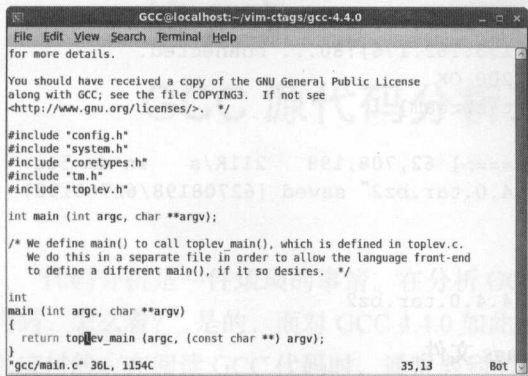 GCC@localhost:~/vim-ctags/gcc-4.4.0
File Edit View Search Terminal Help
for more details.
You should have received a copy of the GNU General Public License
along with GCC; see the file COPYING3.  If not see
<http://www.gnu.org/licenses/>.  */
#include "config.h"
#include "system.h"
#include "coretypes.h"
#include "tm.h"
#include "toplev.h"
int main (int argc, char **argv);
/* We define main() to call toplev_main(), which is defined in toplev.c.
We do this in a separate file in order to allow the language front-end
to define a different main(), if it so desires.  */
int
main (int argc, char **argv)
{
return toplev_main (argc, (const char **) argv);
}
"gcc/main.c" 36L, 1154C 35,13 Bot